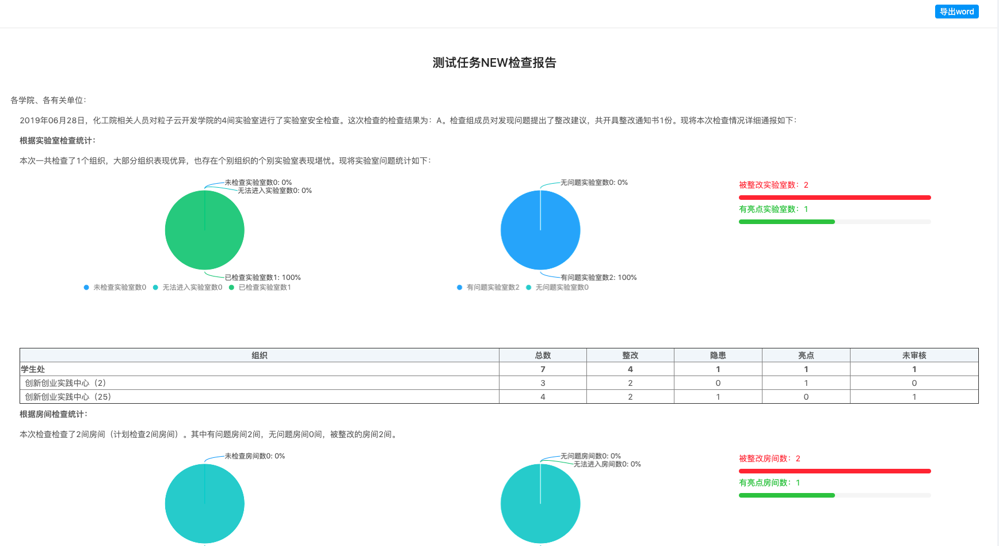 导出word
测试任务NEW检查报告
各学院、各有关单位：
2019年06月28日，化工院相关人员对粒子云开发学院的4间实验室进行了实验室安全检查。这次检查的检查结果为：A。检查组成员对发现问题提出了整改建议，共开具整改通知书1份。现将本次检查情况详细通报如下：
根据实验室检查统计：
本次一共检查了1个组织，大部分组织表现优异，也存在个别组织的个别实验室表现堪忧。现将实验室问题统计如下：
未检查实验室数0: 0%
无法进入实验室数0: 0%
已检查实验室数1: 100%
未检查实验室数0 无法进入实验室数0 已检查实验室数1
无问题实验室数0: 0%
有问题实验室数2: 100%
有问题实验室数2 无问题实验室数0
被整改实验室数：2
有亮点实验室数：1
组织 总数 整改 隐患 亮点 未审核
学生处 7 4 1 1 1
创新创业实践中心（2） 3 2 0 1 0
创新创业实践中心（25） 4 2 1 0 1
根据房间检查统计：
本次检查检查了2间房间（计划检查2间房间）。其中有问题房间2间，无问题房间0间，被整改的房间2间。
未检查房间数0: 0%
无问题房间数0: 0%
无法进入房间数0: 0%
被整改房间数：2
有亮点房间数：1